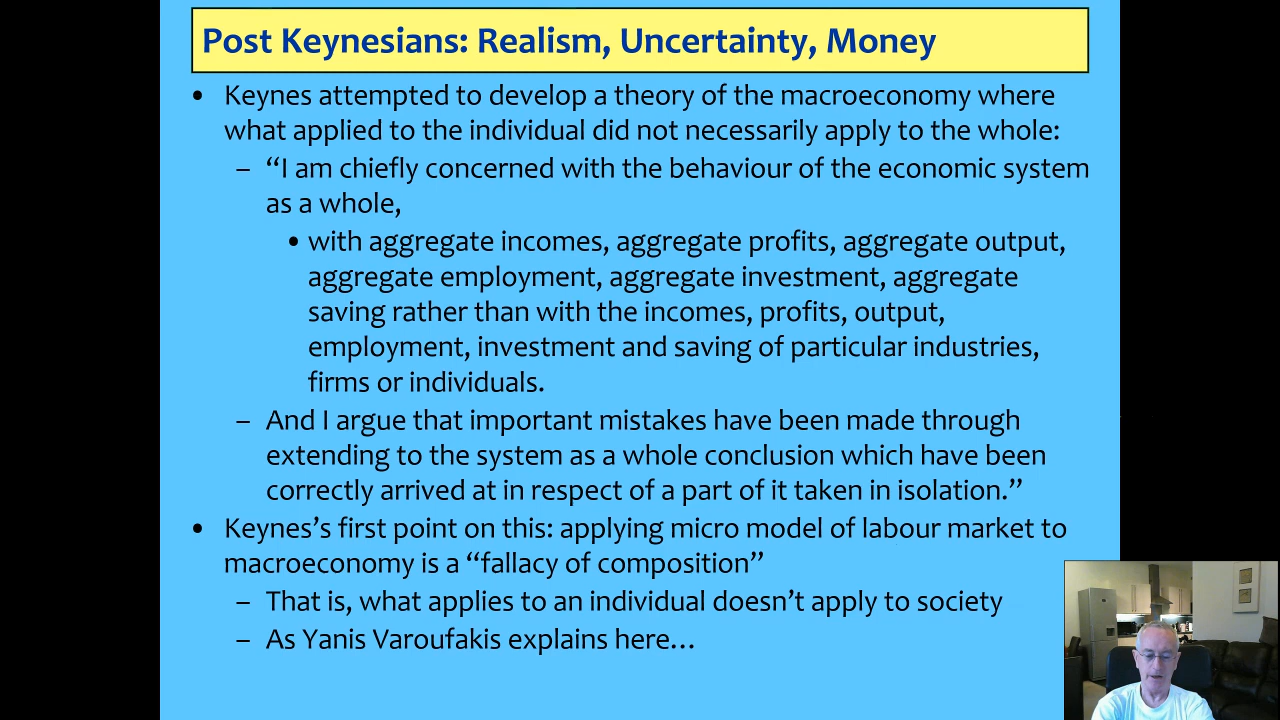 Post Keynesians: Realism, Uncertainty, Money
• Keynes attempted to develop a theory of the macroeconomy where
what applied to the individual did not necessarily apply to the whole:
– “I am chiefly concerned with the behaviour of the economic system
as a whole,
• with aggregate incomes, aggregate profits, aggregate output,
aggregate employment, aggregate investment, aggregate
saving rather than with the incomes, profits, output,
employment, investment and saving of particular industries,
firms or individuals.
– And I argue that important mistakes have been made through
extending to the system as a whole conclusion which have been
correctly arrived at in respect of a part of it taken in isolation.”
• Keynes’s first point on this: applying micro model of labour market to
macroeconomy is a “fallacy of composition”
– That is, what applies to an individual doesn’t apply to society
– As Yanis Varoufakis explains here…